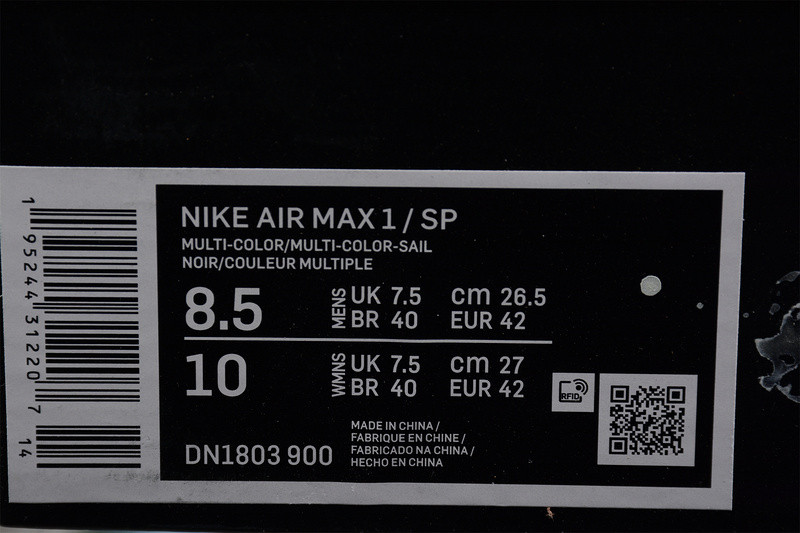 NIKE AIR MAX 1 / SP
MULTI-COLOR/MULTI-COLOR-SAIL
NOIR/COULEUR MULTIPLE
8.5 MENS UK 7.5 cm 26.5
BR 40 EUR 42
10 WMNS UK 7.5 cm 27
BR 40 EUR 42
RFID
DN1803 900
MADE IN CHINA /
FABRIQUE EN CHINE /
FABRICADO NA CHINA /
HECHO EN CHINA
1 95244 31220 7 14